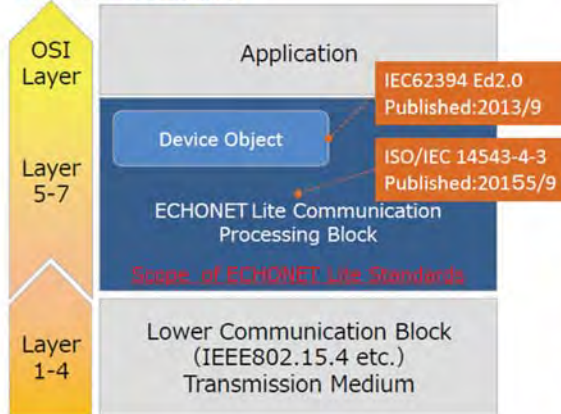 OSI
Layer
Application
IEC62394 Ed2.0
Published:2013/9
Device Object
ISO/IEC 14543-4-3
Published:20155/9
Layer
5-7
ECHONET Lite Communication
Processing Block
Scope of ECHONET Lite Standards
Layer
1-4
Lower Communication Block
(IEEE802.15.4 etc.)
Transmission Medium